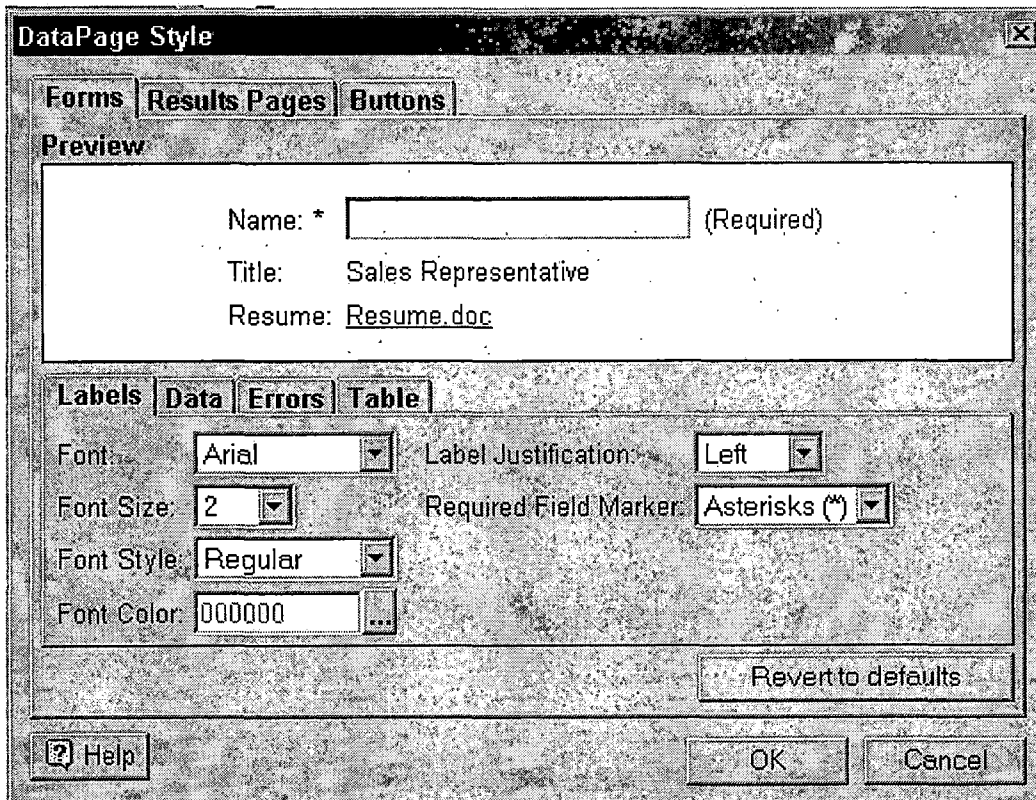 DataPage Style
Forms Results Pages Buttons
Preview
Name: * (Required)
Title: Sales Representative
Resume: Resume.doc
Labels Data Errors Table
Font: Arial Label Justification: Left
Font Size: 2 Required Field Marker: Asterisks (*)
Font Style: Regular
Font Color: 000000 ...
Revert to defaults
Help OK Cancel